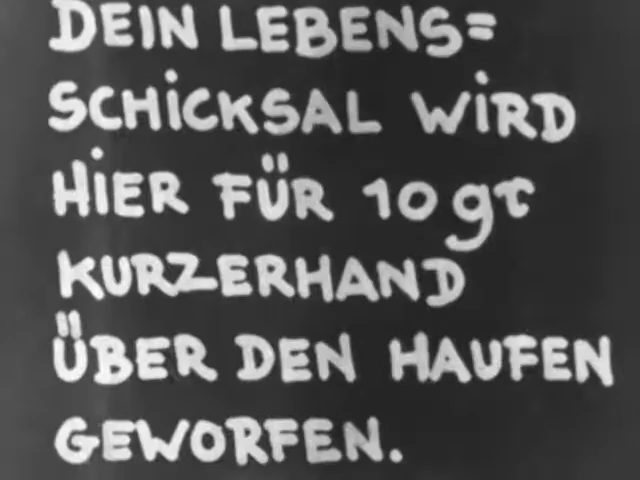 DEIN LEBENS=
SCHiCKSAL WiRD
HiER FÜR 10 gr
KURZERHAND
ÜBER DEN HAUFEN
GEWORFEN.